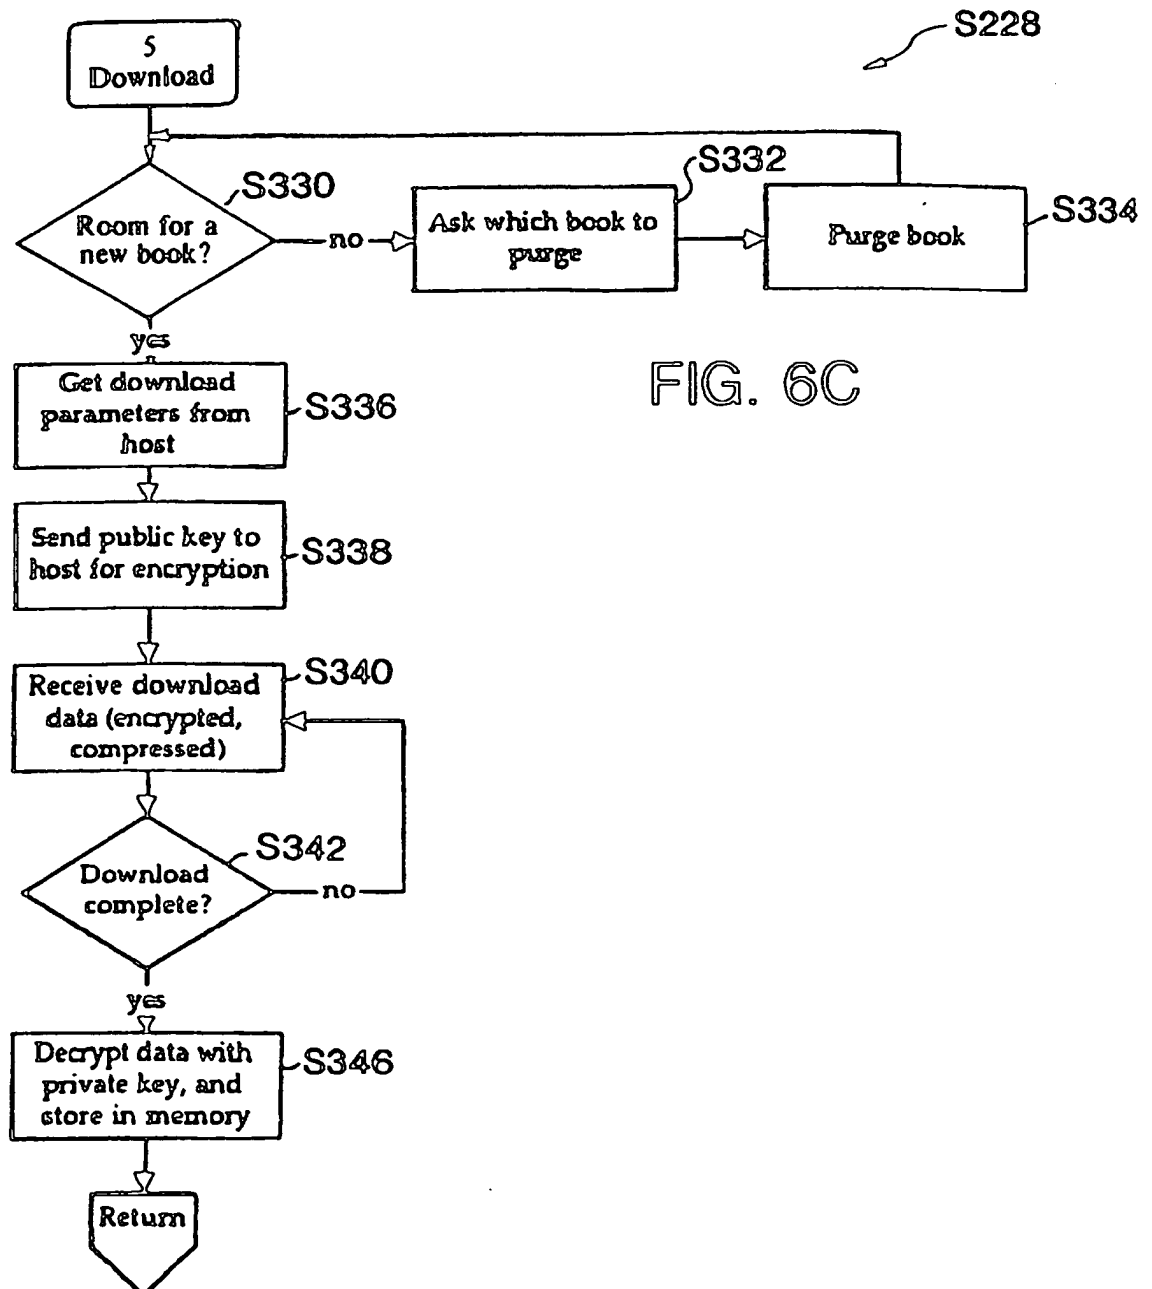 S228
5
Download
S330
Room for a
new book?
no
S332
Ask which book to
purge
S334
Purge book
yes
FIG. 6C
Get download
parameters from
host
S336
Send public key to
host for encryption
S338
S340
Receive download
data (encrypted,
compressed)
S342
Download
complete?
no
yes
Decrypt data with
private key, and
store in memory
S346
Return